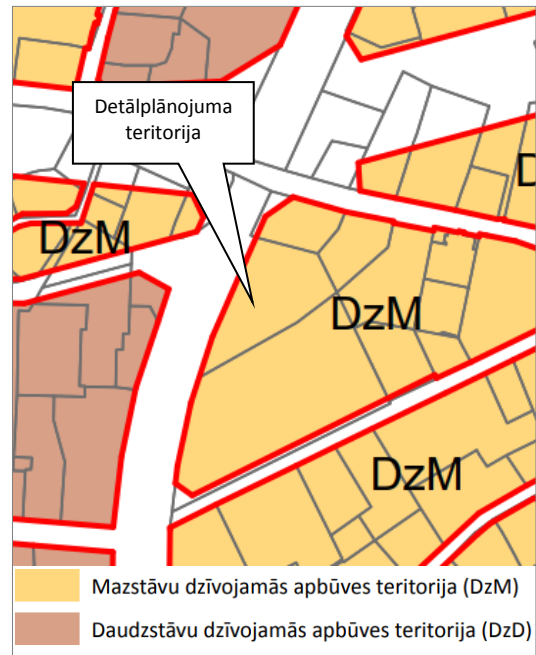 Detālplānojuma
teritorija
D
DzM
DzM
DzM
Mazstāvu dzīvojamās apbūves teritorija (DzM)
Daudzstāvu dzīvojamās apbūves teritorija (DzD)